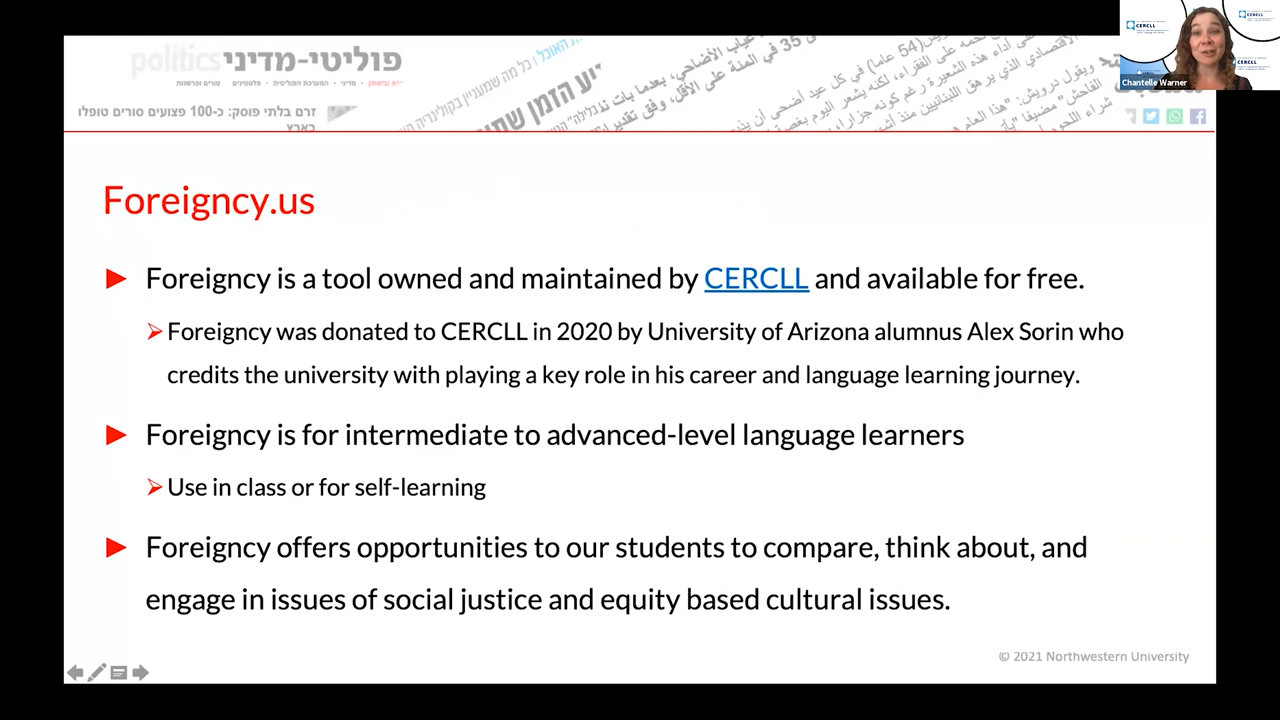 politics פוליטי-מדיני
זרם בלתי פוסק: כ-100 פצועים סורים טופלו
בארץ
CERCLL
CERCLL
CERCLL
Chantelle Warner
Foreigncy.us
Foreigncy is a tool owned and maintained by CERCLL and available for free.
Foreigncy was donated to CERCLL in 2020 by University of Arizona alumnus Alex Sorin who
credits the university with playing a key role in his career and language learning journey.
Foreigncy is for intermediate to advanced-level language learners
Use in class or for self-learning
Foreigncy offers opportunities to our students to compare, think about, and
engage in issues of social justice and equity based cultural issues.
© 2021 Northwestern University